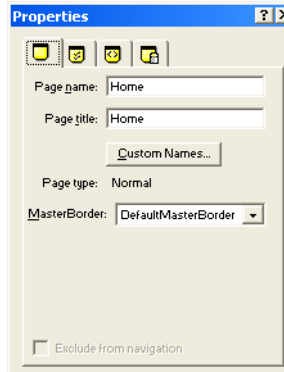 Properties
Page name: Home
Page title: Home
Custom Names...
Page type: Normal
MasterBorder: DefaultMasterBorder
Exclude from navigation